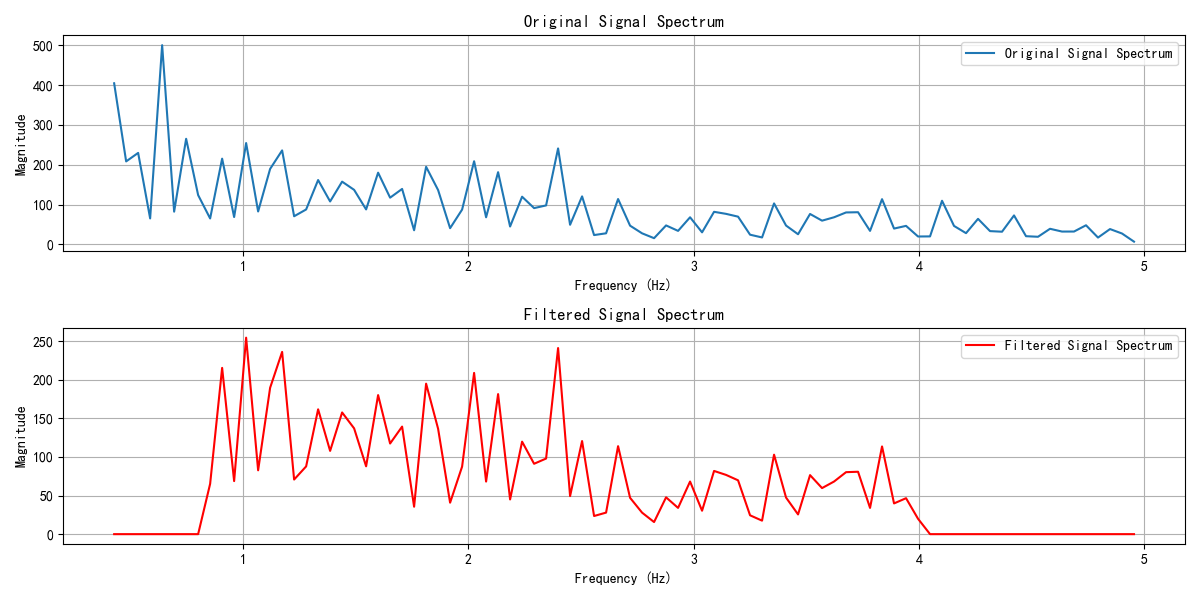 Original Signal Spectrum
Original Signal Spectrum
500
400
300
200
100
0
Magnitude
1 2 3 4 5
Frequency (Hz)
Filtered Signal Spectrum
Filtered Signal Spectrum
250
200
150
100
50
0
Magnitude
1 2 3 4 5
Frequency (Hz)